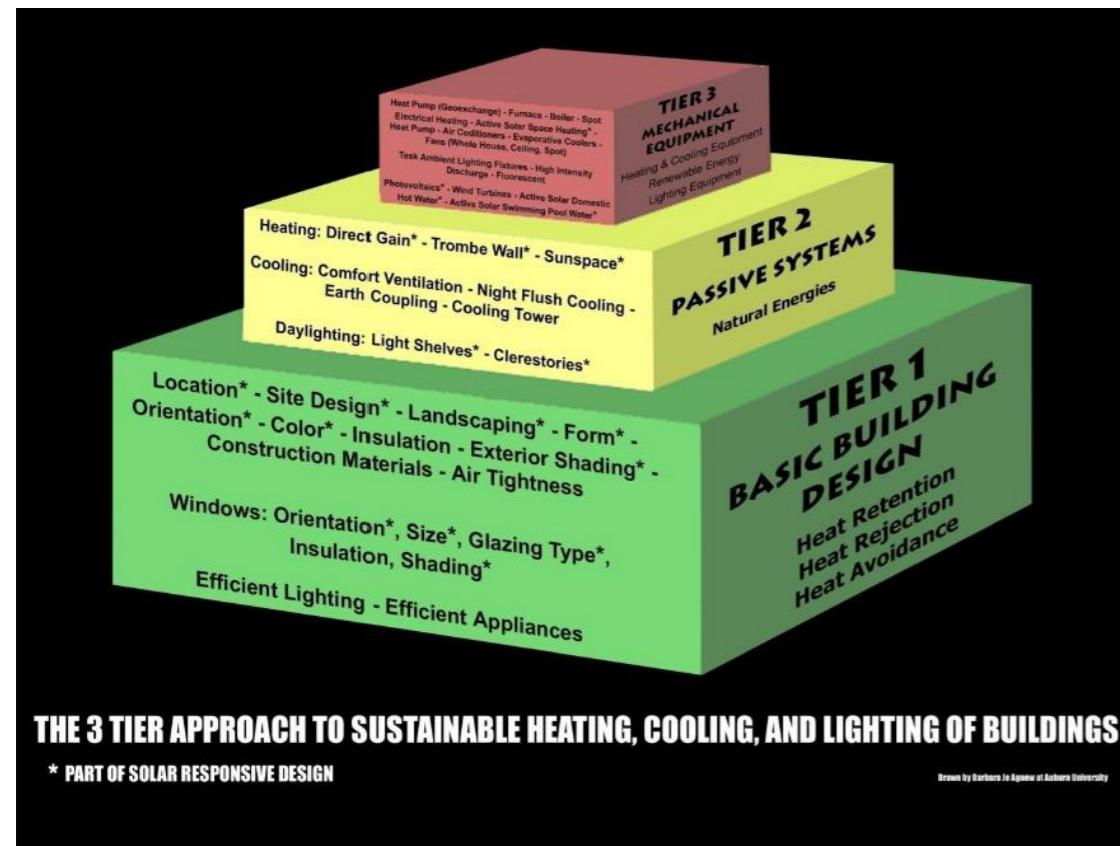 Heat Pump (Geoexchange) - Furnace - Boiler - Spot
Electrical Heating - Active Solar Space Heating* -
Heat Pump - Air Coditioners - Evaporative Coolers -
Fans (Whole House, Ceiling, Spot)
Task Ambient Lighting Fixtures - High Intensity
Discharge - Fluorescent
Photovoltaics* - Wind Turbines - Active Solar Domestic
Hot Water* - Active Solar Swimming Pool Water*
TIER 3
MECHANICAL
EQUIPMENT
Heating & Cooling Equipment
Renewable Energy
Lighting Equipment
Heating: Direct Gain* - Trombe Wall* - Sunspace*
Cooling: Comfort Ventilation - Night Flush Cooling -
Earth Coupling - Cooling Tower
Daylighting: Light Shelves* - Clerestories*
TIER 2
PASSIVE SYSTEMS
Natural Energies
Location* - Site Design* - Landscaping* - Form* -
Orientation* - Color* - Insulation - Exterior Shading* -
Construction Materials - Air Tightness
Windows: Orientation*, Size*, Glazing Type*,
Insulation, Shading*
Efficient Lighting - Efficient Appliances
TIER 1
BASIC BUILDING
DESIGN
Heat Retention
Heat Rejection
Heat Avoidance
THE 3 TIER APPROACH TO SUSTAINABLE HEATING, COOLING, AND LIGHTING OF BUILDINGS
* PART OF SOLAR RESPONSIVE DESIGN
Drawn by Barbara Jo Agnew at Auburn University